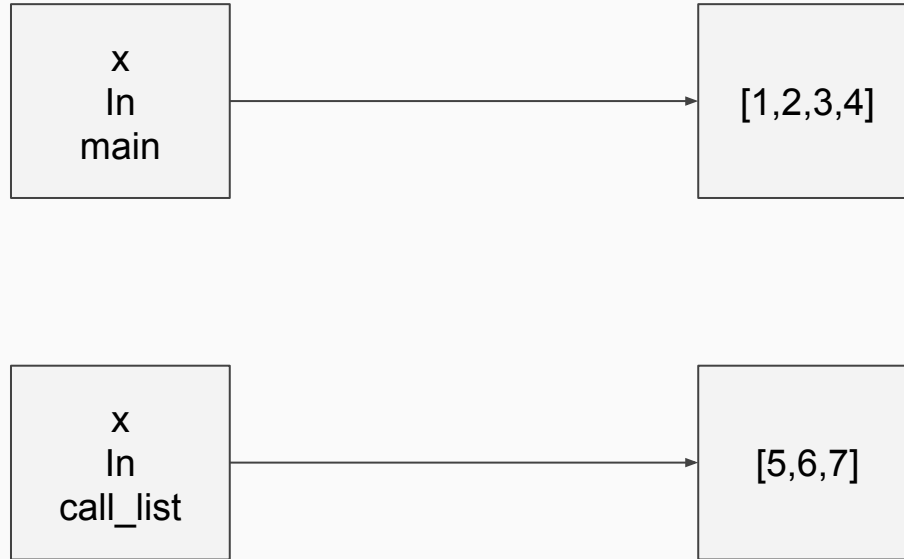 x
In
main
[1,2,3,4]
x
In
call_list
[5,6,7]